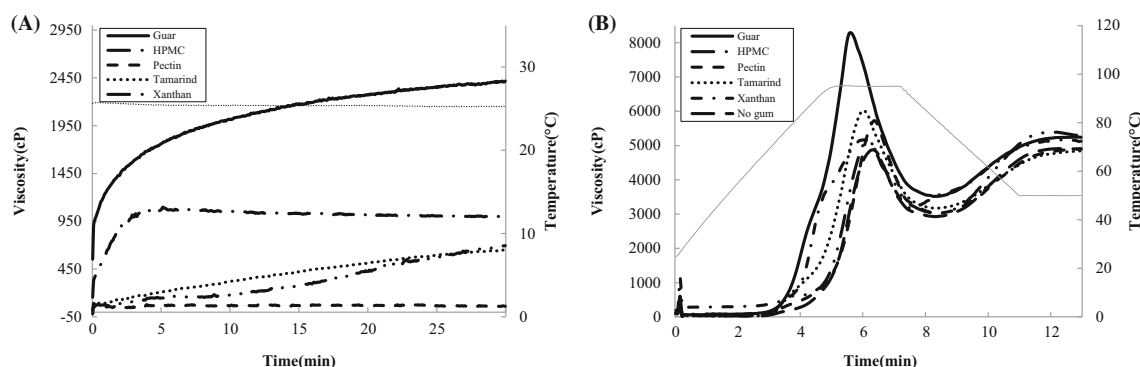 (A)
2950
2450
1950
1450
950
450
-50
Viscosity(cP)
Guar
HPMC
Pectin
Tamarind
Xanthan
30
20
10
0
Temperature(°C)
0 5 10 15 20 25
Time(min)
(B)
8000
7000
6000
5000
4000
3000
2000
1000
0
Viscosity(cP)
Guar
HPMC
Pectin
Tamarind
Xanthan
No gum
120
100
80
60
40
20
0
Temperature(°C)
0 2 4 6 8 10 12
Time(min)